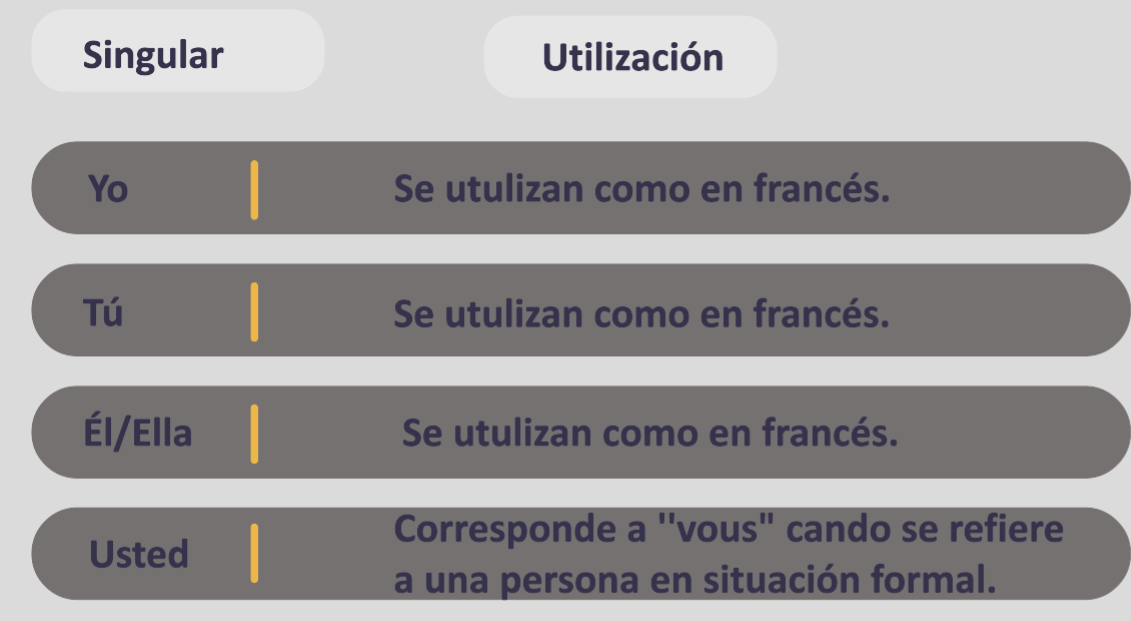 Singular Utilización
Yo Se utulizan como en francés.
Tú Se utulizan como en francés.
Él/Ella Se utulizan como en francés.
Corresponde a ''vous" cando se refiere
Usted
a una persona en situación formal.